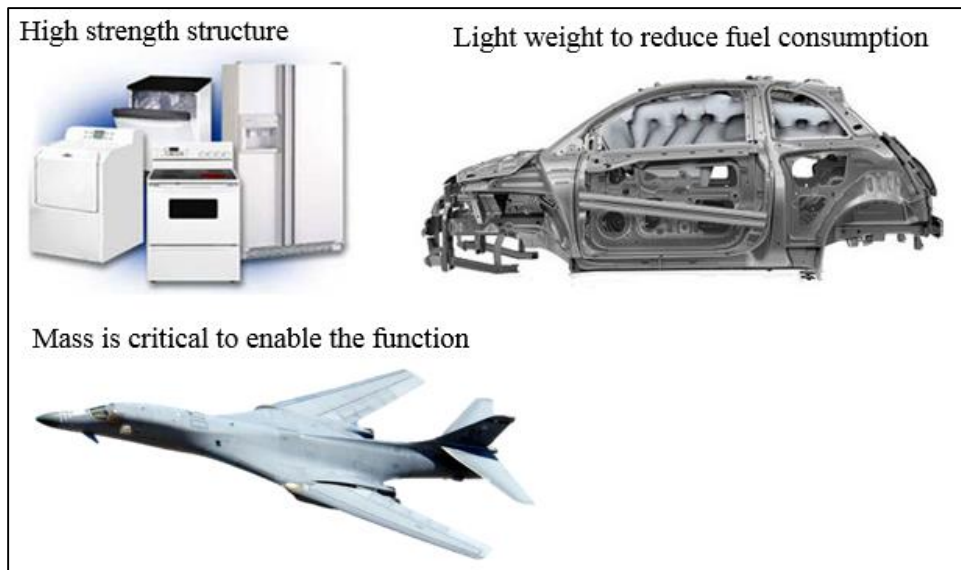 High strength structure
Light weight to reduce fuel consumption
Mass is critical to enable the function